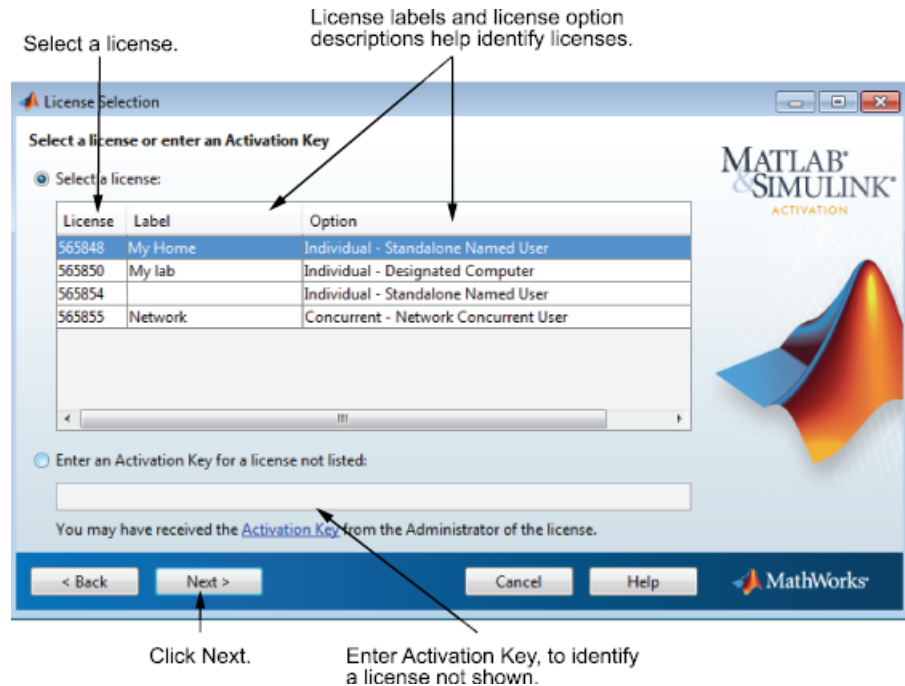 License labels and license option
descriptions help identify licenses.
Select a license.
License Selection
Select a license or enter an Activation Key
Select a license:
License Label Option
565848 My Home Individual - Standalone Named User
565850 My lab Individual - Designated Computer
565854 Individual - Standalone Named User
565855 Network Concurrent - Network Concurrent User
MATLAB®
&SIMULINK®
ACTIVATION
Enter an Activation Key for a license not listed:
You may have received the Activation Key from the Administrator of the license.
< Back Next > Cancel Help MathWorks®
Click Next.
Enter Activation Key, to identify
a license not shown.